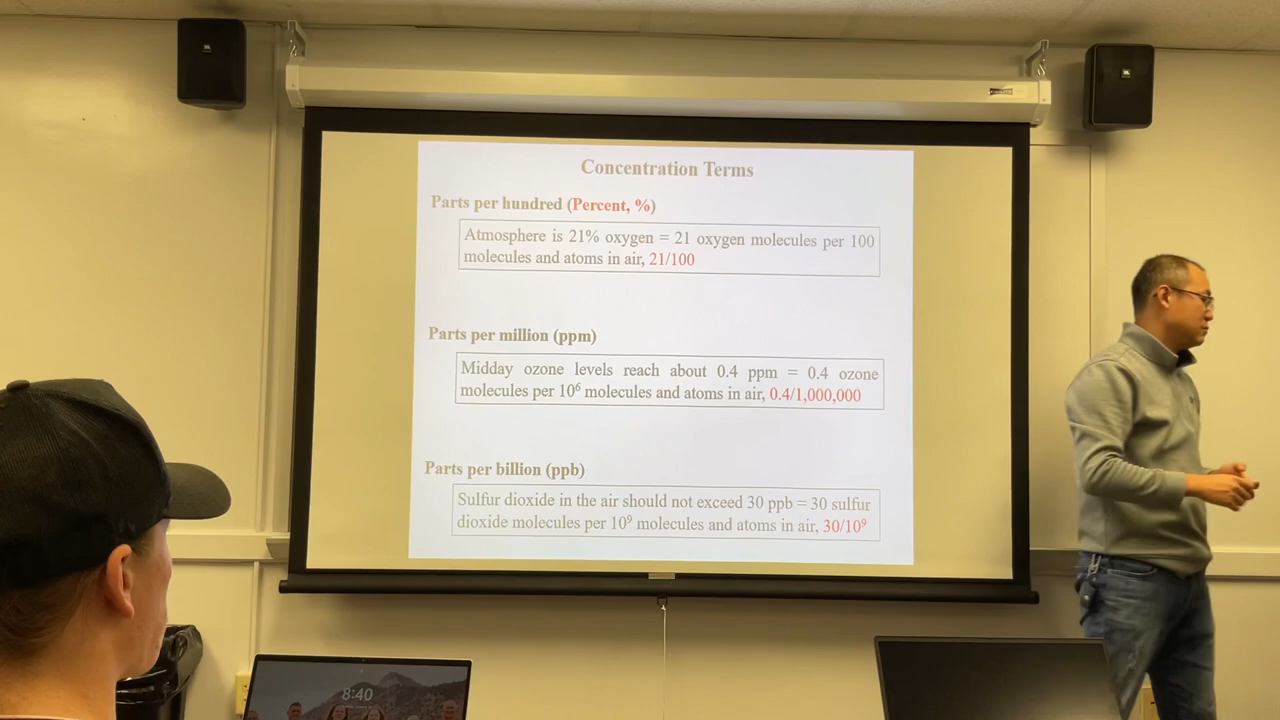 Concentration Terms
Parts per hundred (Percent, %)
Atmosphere is 21% oxygen = 21 oxygen molecules per 100
molecules and atoms in air, 21/100
Parts per million (ppm)
Midday ozone levels reach about 0.4 ppm = 0.4 ozone
molecules per 10⁶ molecules and atoms in air, 0.4/1,000,000
Parts per billion (ppb)
Sulfur dioxide in the air should not exceed 30 ppb = 30 sulfur
dioxide molecules per 10⁹ molecules and atoms in air, 30/10⁹
8:40